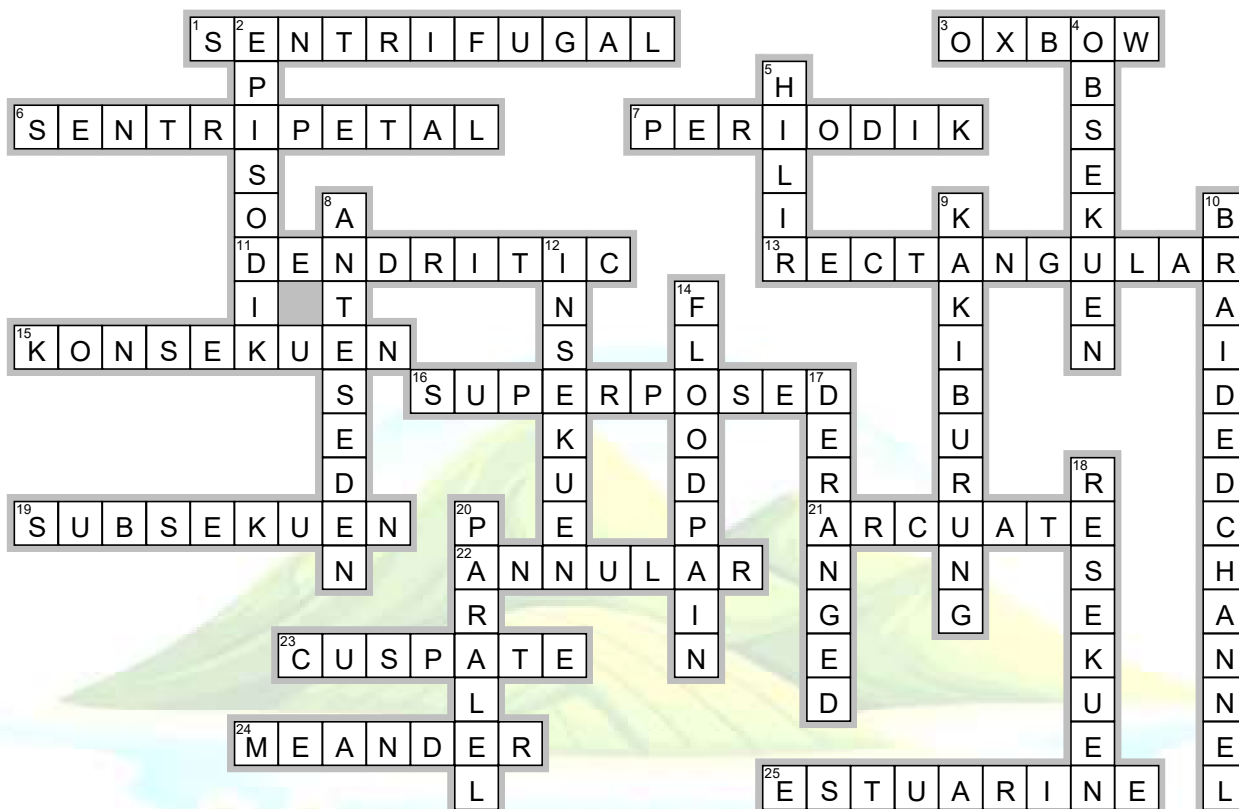 1 SENTRIFUGAL
2 EPISODIK
3 OXBOW
4 OBSEKUEN
5 HILIR
6 SENTRIPETAL
7 PERIODIK
8 ANTESEDEN
9 KAKIBURUNG
10 BRAIDEDCHANNEL
11 DENDRITIC
12 INSEKUEN
13 RECTANGULAR
14 FLOODPAIN
15 KONSEKUEN
16 SUPERPOSED
17 DERANGED
18 RESEKUEN
19 SUBSEKUEN
20 PARALEL
21 ARCUATE
22 ANNULAR
23 CUSPATE
24 MEANDER
25 ESTUARINE